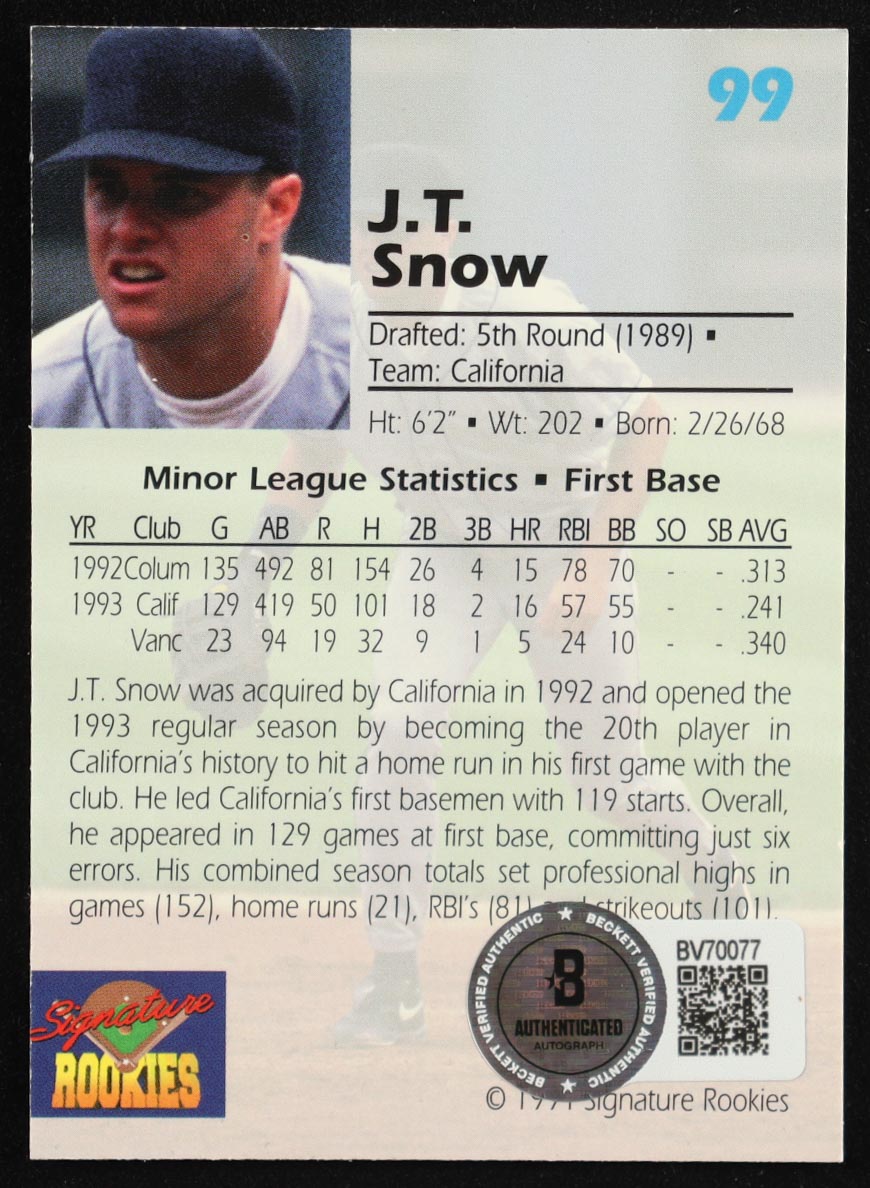 99
J.T.
Snow
Drafted: 5th Round (1989) ▪
Team: California
Ht: 6'2" ▪ Wt: 202 ▪ Born: 2/26/68
Minor League Statistics ▪ First Base
YR Club G AB R H 2B 3B HR RBI BB SO SB AVG
1992 Colum 135 492 81 154 26 4 15 78 70 - - .313
1993 Calif 129 419 50 101 18 2 16 57 55 - - .241
Vanc 23 94 19 32 9 1 5 24 10 - - .340
J.T. Snow was acquired by California in 1992 and opened the
1993 regular season by becoming the 20th player in
California's history to hit a home run in his first game with the
club. He led California's first basemen with 119 starts. Overall,
he appeared in 129 games at first base, committing just six
errors. His combined season totals set professional highs in
games (152), home runs (21), RBI's (81) strikeouts (101).
BECKETT VERIFIED AUTHENTIC ★ BECKETT VERIFIED AUTHENTIC ★
B
AUTHENTICATED
AUTOGRAPH
BV70077
Signature
ROOKIES
© Signature Rookies